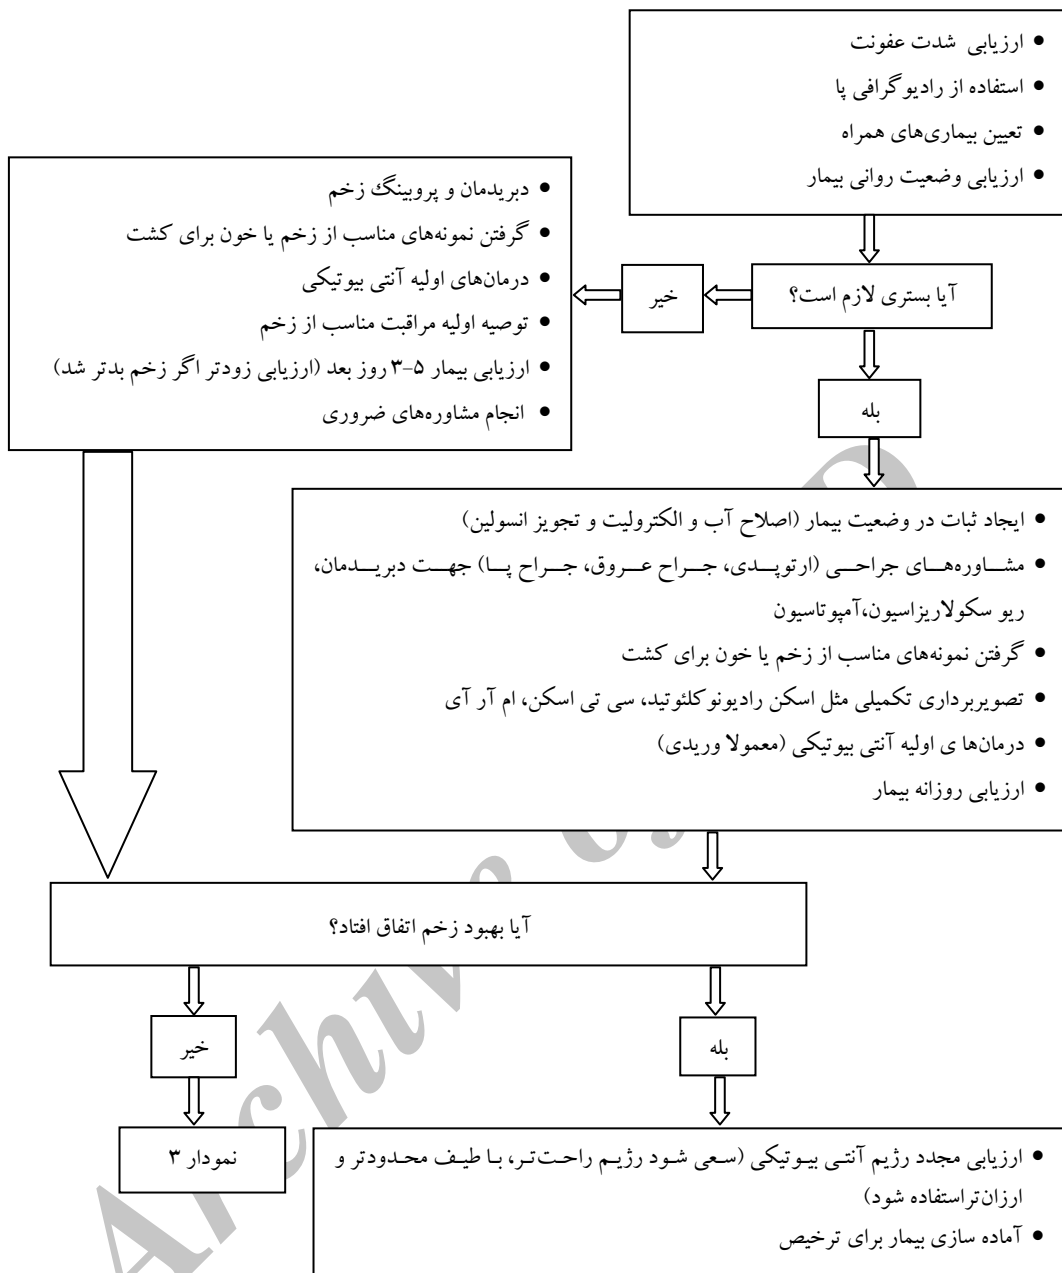 • ارزیابی شدت عفونت
• استفاده از رادیوگرافی پا
• تعیین بیماری‌های همراه
• ارزیابی وضعیت روانی بیمار
آیا بستری لازم است؟
خیر
• دبریدمان و پروبینگ زخم
• گرفتن نمونه‌های مناسب از زخم یا خون برای کشت
• درمان‌های اولیه آنتی بیوتیکی
• توصیه اولیه مراقبت مناسب از زخم
• ارزیابی بیمار ۵-۳ روز بعد (ارزیابی زودتر اگر زخم بدتر شد)
• انجام مشاوره‌های ضروری
بله
• ایجاد ثبات در وضعیت بیمار (اصلاح آب و الکترولیت و تجویز انسولین)
• مشاوره‌های جراحی (ارتوپدی، جراح عروق، جراح پا) جهت دبریدمان،
ریو سکولاریزاسیون،آمپوتاسیون
• گرفتن نمونه‌های مناسب از زخم یا خون برای کشت
• تصویربرداری تکمیلی مثل اسکن رادیونوکلئوتید، سی تی اسکن، ام آر آی
• درمان‌ها ی اولیه آنتی بیوتیکی (معمولا وریدی)
• ارزیابی روزانه بیمار
آیا بهبود زخم اتفاق افتاد؟
خیر
بله
نمودار ۳
• ارزیابی مجدد رژیم آنتی بیوتیکی (سعی شود رژیم راحت‌تر، با طیف محدودتر و
ارزان‌تراستفاده شود)
• آماده سازی بیمار برای ترخیص
Archive of